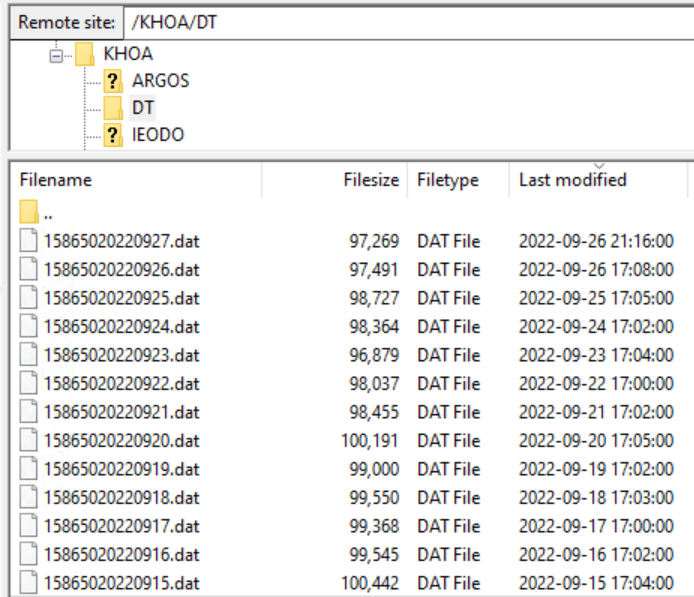 Remote site: /KHOA/DT
KHOA
? ARGOS
DT
? IEODO
Filename Filesize Filetype Last modified
..
15865020220927.dat 97,269 DAT File 2022-09-26 21:16:00
15865020220926.dat 97,491 DAT File 2022-09-26 17:08:00
15865020220925.dat 98,727 DAT File 2022-09-25 17:05:00
15865020220924.dat 98,364 DAT File 2022-09-24 17:02:00
15865020220923.dat 96,879 DAT File 2022-09-23 17:04:00
15865020220922.dat 98,037 DAT File 2022-09-22 17:00:00
15865020220921.dat 98,455 DAT File 2022-09-21 17:02:00
15865020220920.dat 100,191 DAT File 2022-09-20 17:05:00
15865020220919.dat 99,000 DAT File 2022-09-19 17:02:00
15865020220918.dat 99,550 DAT File 2022-09-18 17:03:00
15865020220917.dat 99,368 DAT File 2022-09-17 17:00:00
15865020220916.dat 99,545 DAT File 2022-09-16 17:02:00
15865020220915.dat 100,442 DAT File 2022-09-15 17:04:00